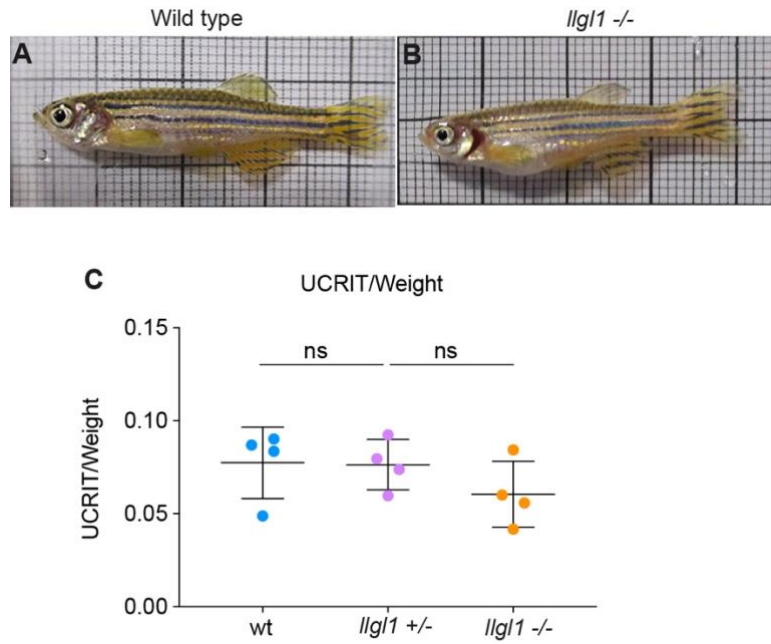 Wild type
llgl1 -/-
A
B
C
UCRIT/Weight
0.15
ns
ns
0.10
UCRIT/Weight
0.05
0.00
wt
llgl1 +/-
llgl1 -/-